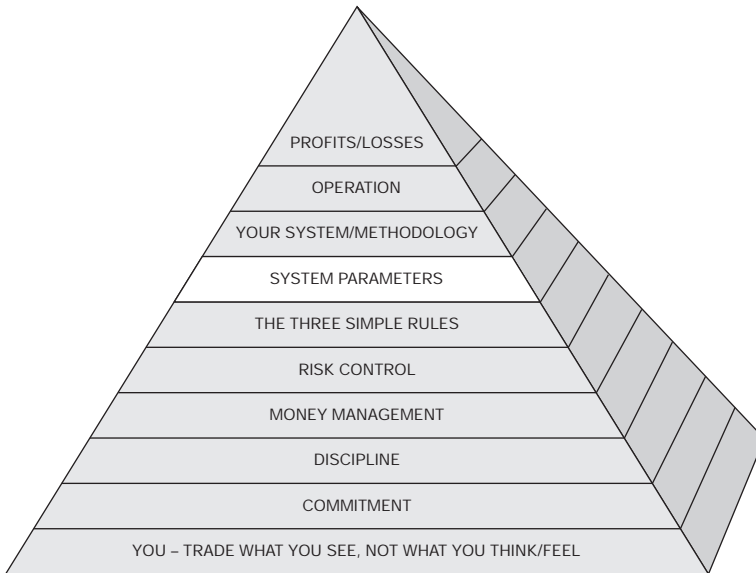 PROFITS/LOSSES
OPERATION
YOUR SYSTEM/METHODOLOGY
SYSTEM PARAMETERS
THE THREE SIMPLE RULES
RISK CONTROL
MONEY MANAGEMENT
DISCIPLINE
COMMITMENT
YOU – TRADE WHAT YOU SEE, NOT WHAT YOU THINK/FEEL